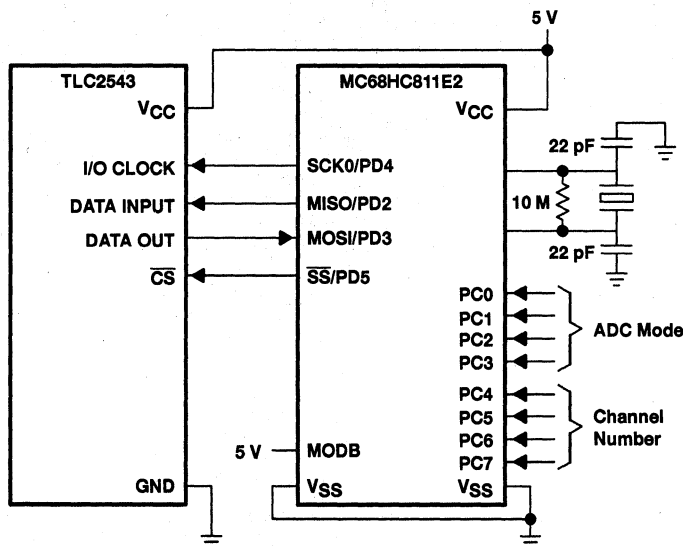 5 V
TLC2543
MC68HC811E2
VCC
VCC
I/O CLOCK
SCK0/PD4
22 pF
DATA INPUT
MISO/PD2
10 M
DATA OUT
MOSI/PD3
22 pF
CS
SS/PD5
PC0
PC1
PC2
PC3
ADC Mode
PC4
PC5
PC6
PC7
Channel
Number
5 V
MODB
GND
VSS
VSS